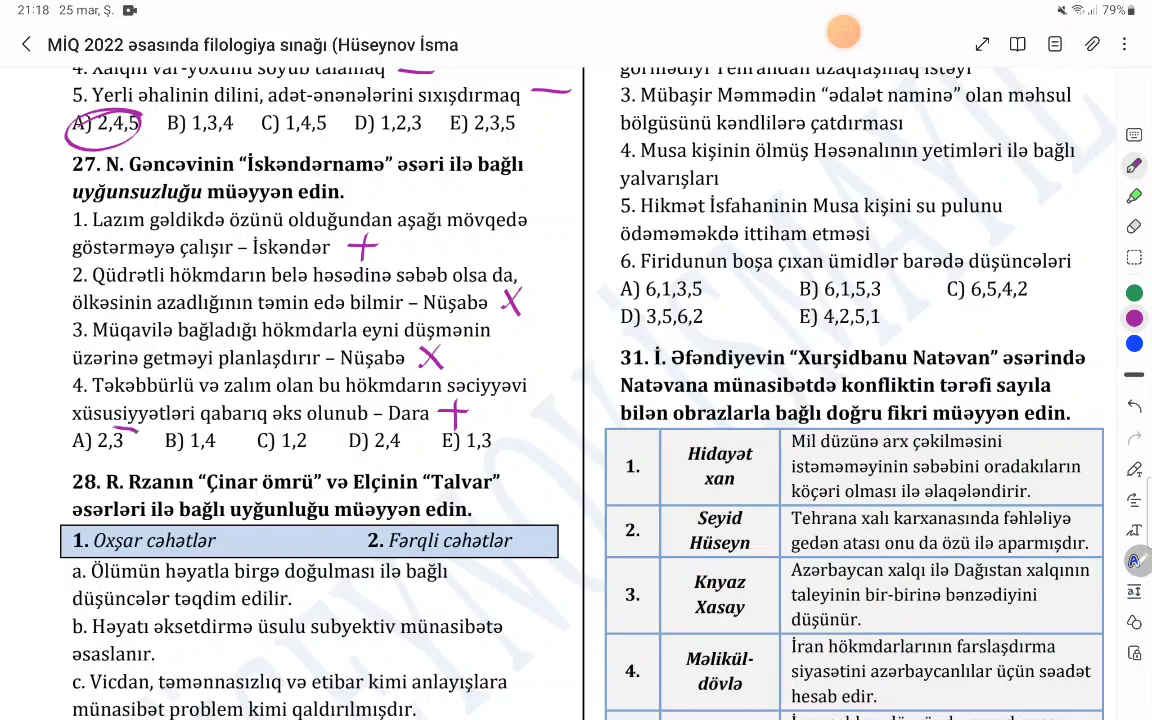 21:18 25 mar, Ş.
79%
MİQ 2022 əsasında filologiya sınağı (Hüseynov İsma
4. Xalqın var-yoxunu soyub talamaq
5. Yerli əhalinin dilini, adət-ənənələrini sıxışdırmaq
A) 2,4,5 B) 1,3,4 C) 1,4,5 D) 1,2,3 E) 2,3,5
27. N. Gəncəvinin “İskəndərnamə” əsəri ilə bağlı
uyğunsuzluğu müəyyən edin.
1. Lazım gəldikdə özünü olduğundan aşağı mövqedə
göstərməyə çalışır – İskəndər +
2. Qüdrətli hökmdarın belə həsədinə səbəb olsa da,
ölkəsinin azadlığının təmin edə bilmir – Nüşabə X
3. Müqavilə bağladığı hökmdarla eyni düşmənin
üzərinə getməyi planlaşdırır – Nüşabə X
4. Təkəbbürlü və zalım olan bu hökmdarın səciyyəvi
xüsusiyyətləri qabarıq əks olunub – Dara +
A) 2,3 B) 1,4 C) 1,2 D) 2,4 E) 1,3
28. R. Rzanın “Çinar ömrü” və Elçinin “Talvar”
əsərləri ilə bağlı uyğunluğu müəyyən edin.
1. Oxşar cəhətlər 2. Fərqli cəhətlər
a. Ölümün həyatla birgə doğulması ilə bağlı
düşüncələr təqdim edilir.
b. Həyatı əksetdirmə üsulu subyektiv münasibətə
əsaslanır.
c. Vicdan, təmənnasızlıq və etibar kimi anlayışlara
münasibət problem kimi qaldırılmışdır.
görmədiyi Tehrandan uzaqlaşmaq istəyi
3. Mübaşir Məmmədin “ədalət naminə” olan məhsul
bölgüsünü kəndlilərə çatdırması
4. Musa kişinin ölmüş Həsənalının yetimləri ilə bağlı
yalvarışları
5. Hikmət İsfahaninin Musa kişini su pulunu
ödəməməkdə ittiham etməsi
6. Firidunun boşa çıxan ümidlər barədə düşüncələri
A) 6,1,3,5 B) 6,1,5,3 C) 6,5,4,2
D) 3,5,6,2 E) 4,2,5,1
31. İ. Əfəndiyevin “Xurşidbanu Natəvan” əsərində
Natəvana münasibətdə konfliktin tərəfi sayıla
bilən obrazlarla bağlı doğru fikri müəyyən edin.
1. Hidayət xan Mil düzünə arx çəkilməsini
istəməməyinin səbəbini oradakıların
köçəri olması ilə əlaqələndirir.
2. Seyid Hüseyn Tehrana xalı karxanasında fəhləliyə
gedən atası onu da özü ilə aparmışdır.
3. Knyaz Xasay Azərbaycan xalqı ilə Dağıstan xalqının
taleyinin bir-birinə bənzədiyini
düşünür.
4. Məlikül-dövlə İran hökmdarlarının farslaşdırma
siyasətini azərbaycanlılar üçün səadət
hesab edir.